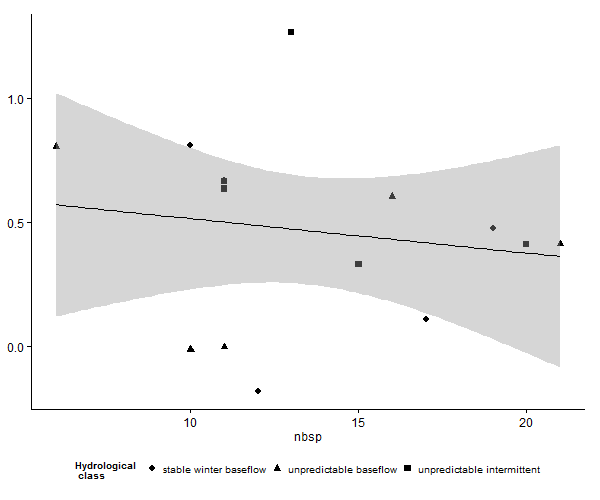 1.0
0.5
0.0
10 15 20
nbsp
Hydrological
class
stable winter baseflow unpredictable baseflow unpredictable intermittent